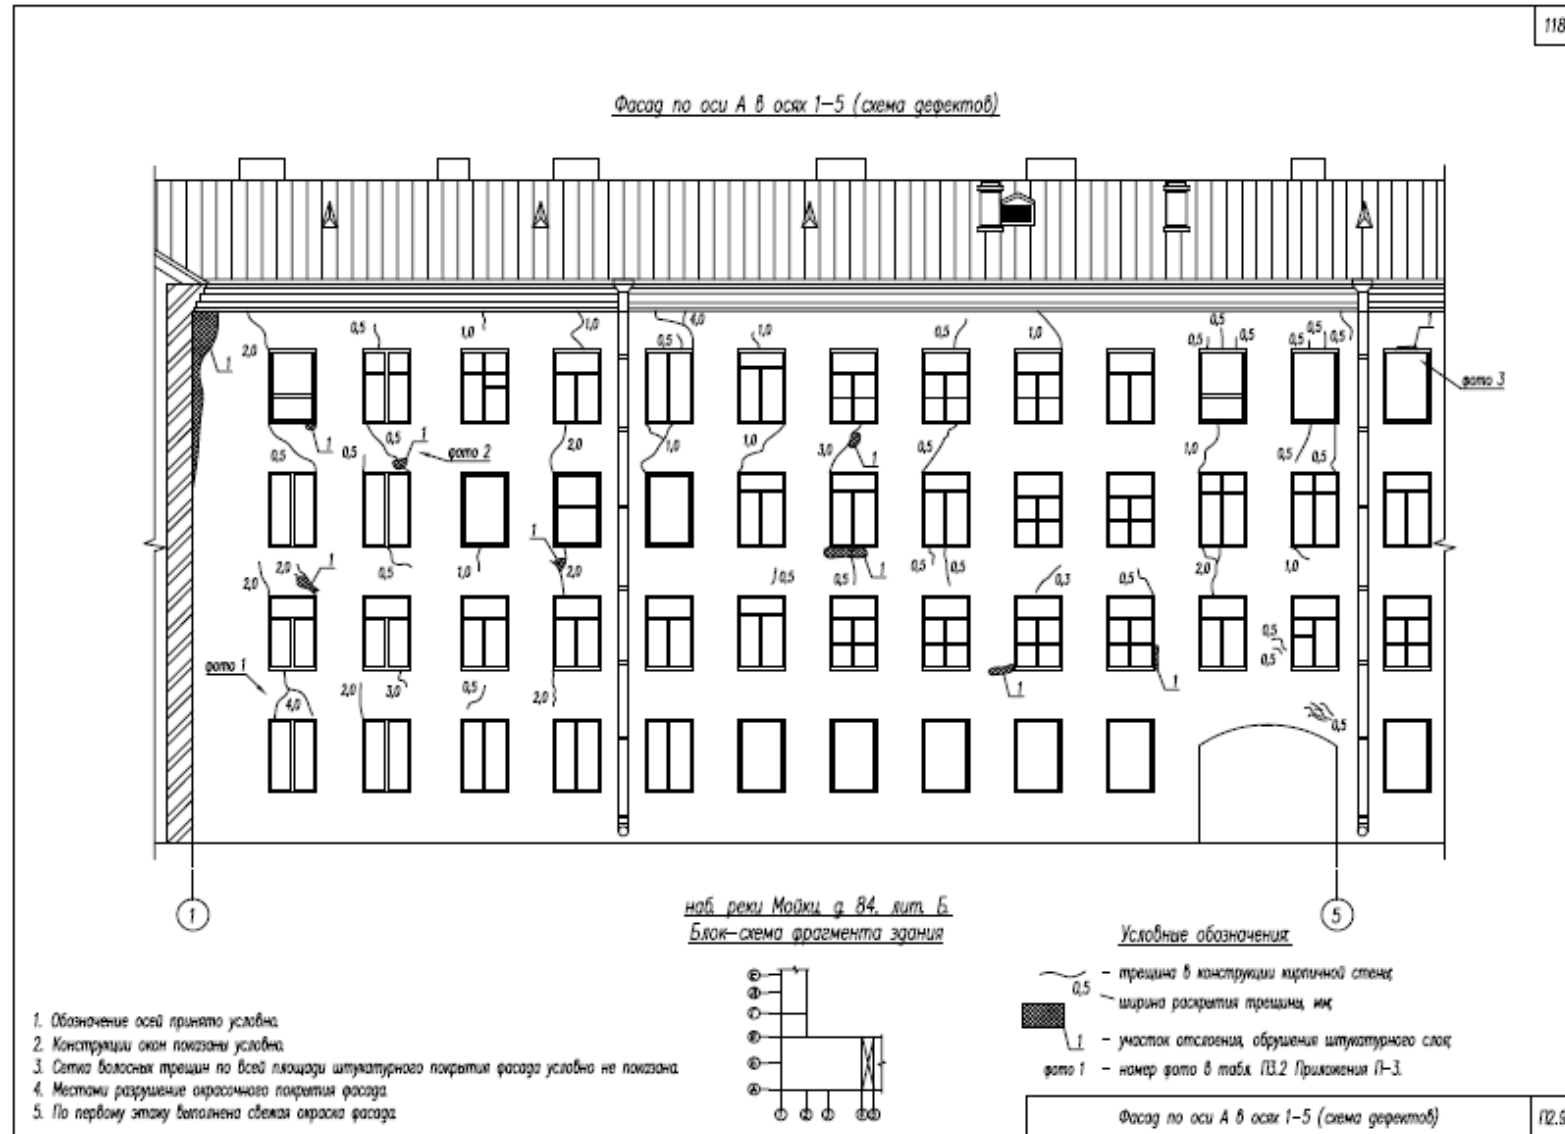 118
Фасад по оси А в осях 1–5 (схема дефектов)
0,5 1,0 1,0 4,0 0,5 1,0 0,5 1,0 0,5 0,5 0,5 0,5 0,5 0,5 1
2,0 1 фото 3
0,5 1 0,5 0,5 1 фото 2 2,0 1,0 1,0 3,0 1 0,5 1,0 0,5 0,5
2,0 2,0 1 0,5 1,0 1 2,0 0,5 0,5 1 0,5 0,5 0,3 0,5 2,0 1,0
0,5 0,5
фото 1 4,0 2,0 3,0 0,5 2,0 1 1 0,5
1 5
наб. реки Мойки, д. 84, лит. Б.
Блок–схема фрагмента здания
Е
Д
Г
В
Б
А
1 2 3
Условные обозначения:
– трещина в конструкции кирпичной стены;
0,5 – ширина раскрытия трещины, мм;
1 – участок отслоения, обрушения штукатурного слоя;
фото 1 – номер фото в табл. П3.2 Приложения П–3.
1. Обозначение осей принято условно.
2. Конструкции окон показаны условно.
3. Сетка волосных трещин по всей площади штукатурного покрытия фасада условно не показана.
4. Местами разрушение окрасочного покрытия фасада.
5. По первому этажу выполнена свежая окраска фасада.
Фасад по оси А в осях 1–5 (схема дефектов) П2.9